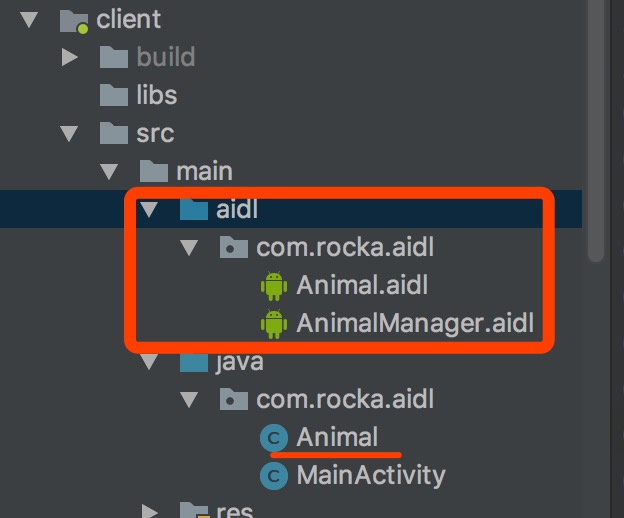 client
build
libs
src
main
aidl
com.rocka.aidl
Animal.aidl
AnimalManager.aidl
java
com.rocka.aidl
C Animal
C MainActivity
res